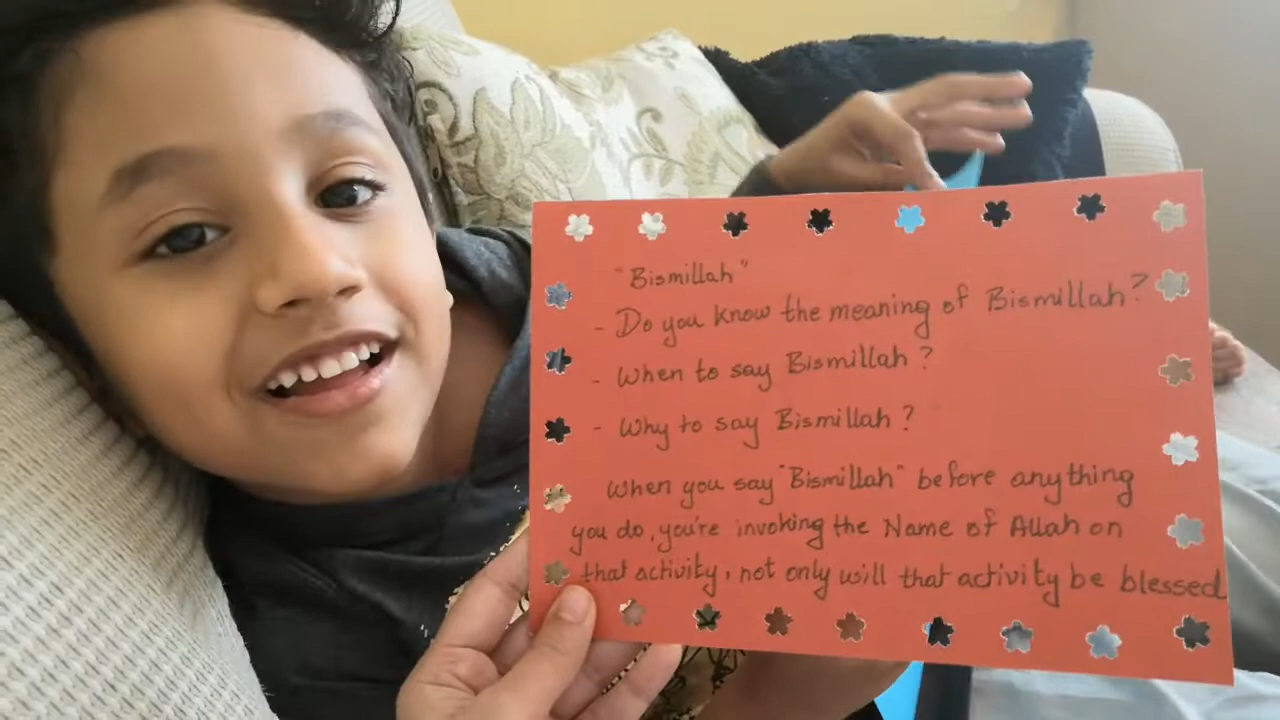 "Bismillah"
- Do you know the meaning of Bismillah?
- When to say Bismillah?
- Why to say Bismillah?
When you say "Bismillah" before anything
you do, you're invoking the Name of Allah on
that activity, not only will that activity be blessed